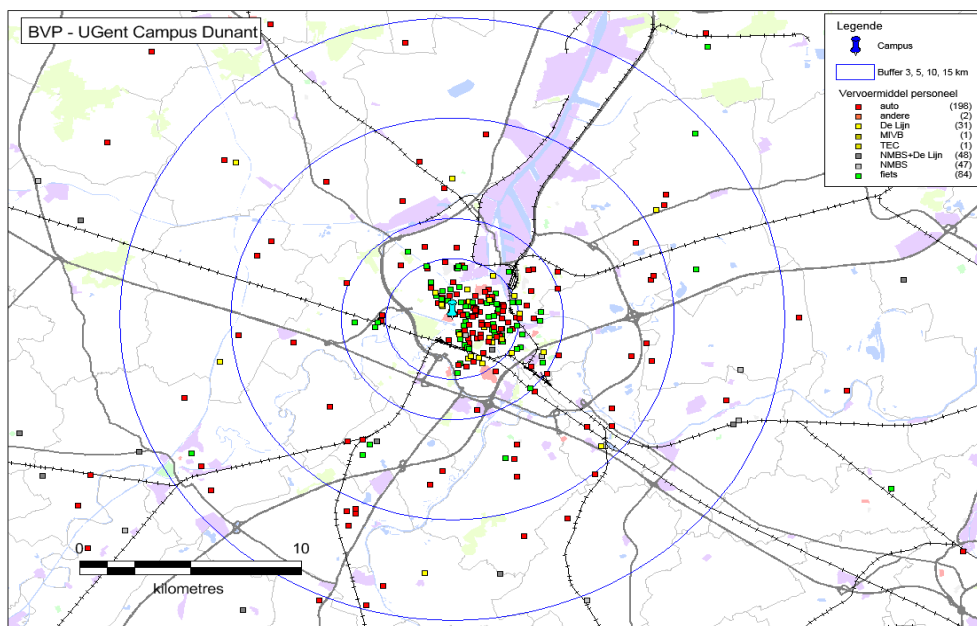 BVP - UGent Campus Dunant
Legende
Campus
Buffer 3, 5, 10, 15 km
Vervoermiddel personeel
auto (198)
andere (2)
De Lijn (31)
MIVB (1)
TEC (1)
NMBS+De Lijn (48)
NMBS (47)
fiets (84)
0 10
kilometres